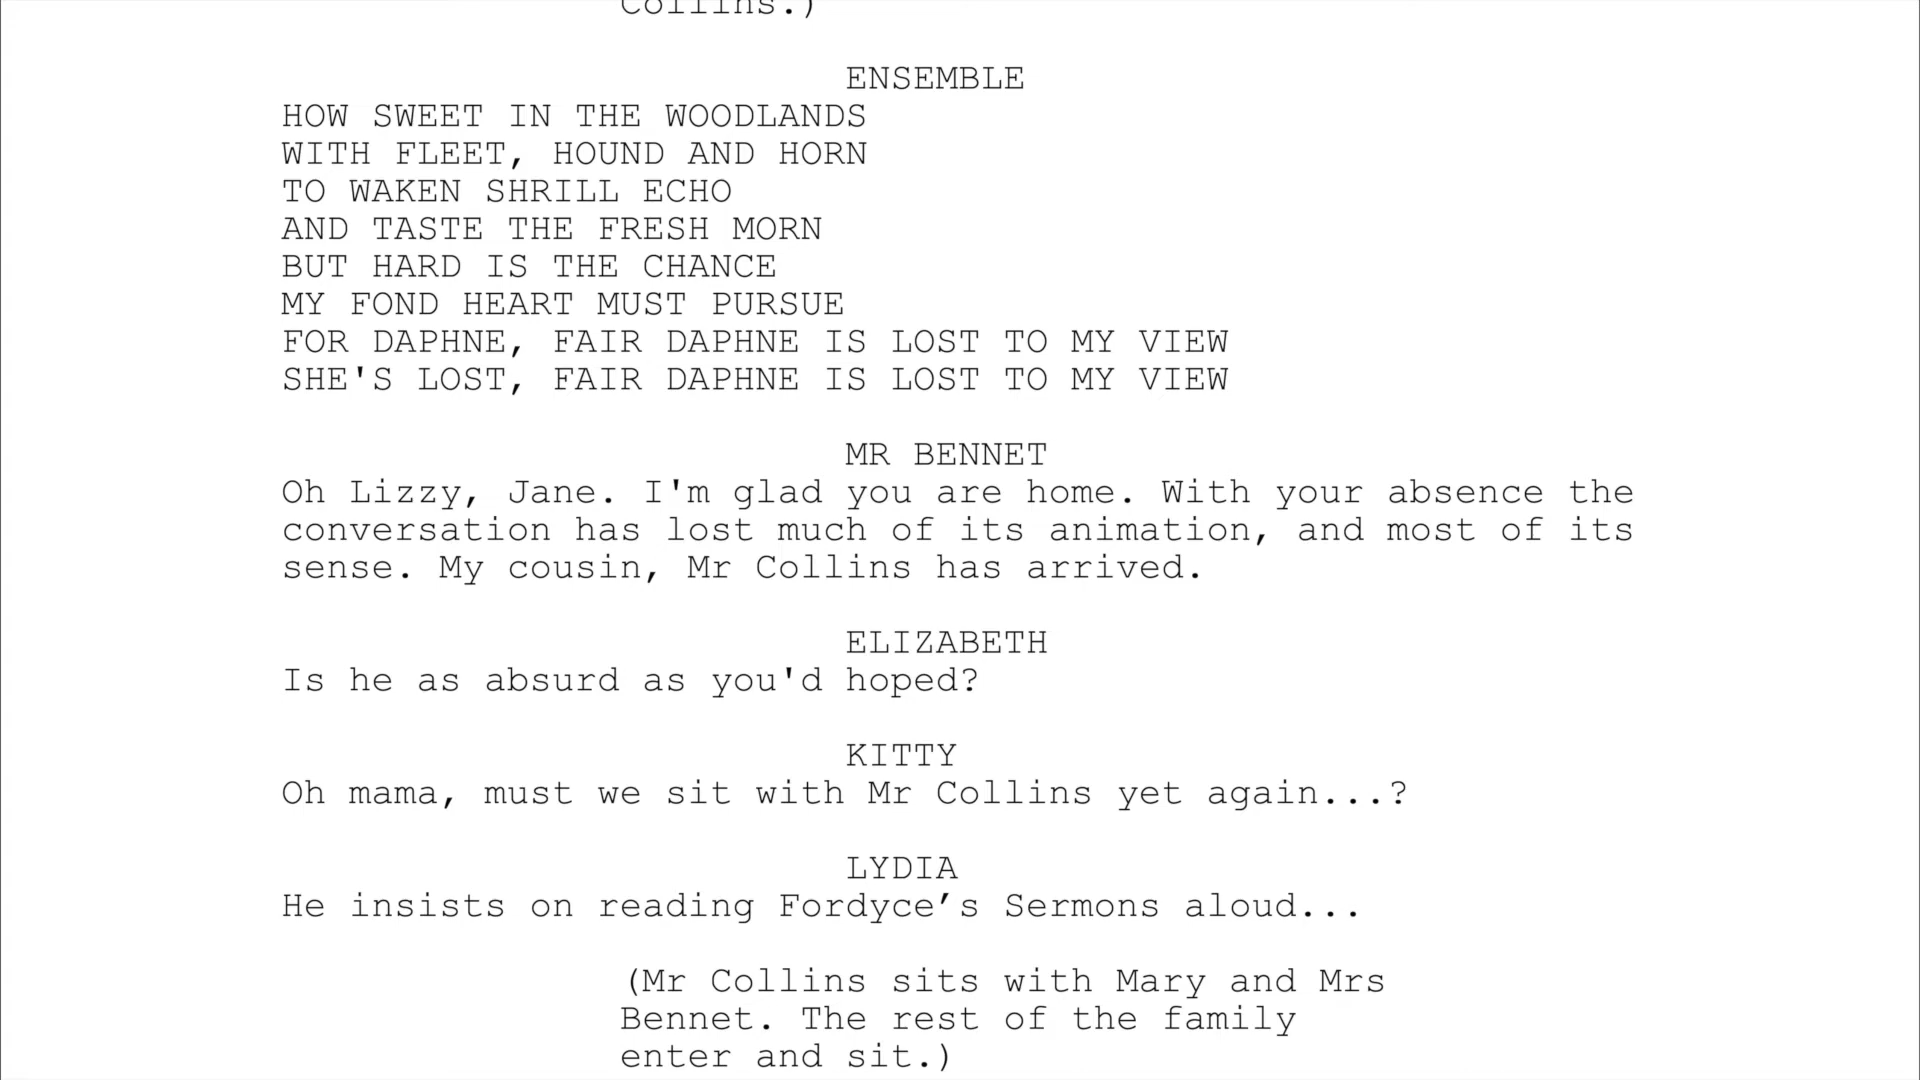 Collins.)
ENSEMBLE
HOW SWEET IN THE WOODLANDS
WITH FLEET, HOUND AND HORN
TO WAKEN SHRILL ECHO
AND TASTE THE FRESH MORN
BUT HARD IS THE CHANCE
MY FOND HEART MUST PURSUE
FOR DAPHNE, FAIR DAPHNE IS LOST TO MY VIEW
SHE'S LOST, FAIR DAPHNE IS LOST TO MY VIEW
MR BENNET
Oh Lizzy, Jane. I'm glad you are home. With your absence the
conversation has lost much of its animation, and most of its
sense. My cousin, Mr Collins has arrived.
ELIZABETH
Is he as absurd as you'd hoped?
KITTY
Oh mama, must we sit with Mr Collins yet again...?
LYDIA
He insists on reading Fordyce’s Sermons aloud...
(Mr Collins sits with Mary and Mrs
Bennet. The rest of the family
enter and sit.)